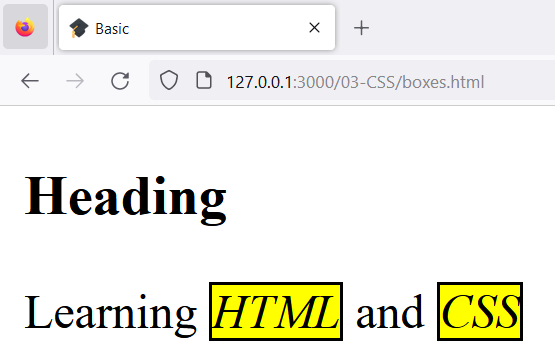 Basic
127.0.0.1:3000/03-CSS/boxes.html
Heading
Learning HTML and CSS